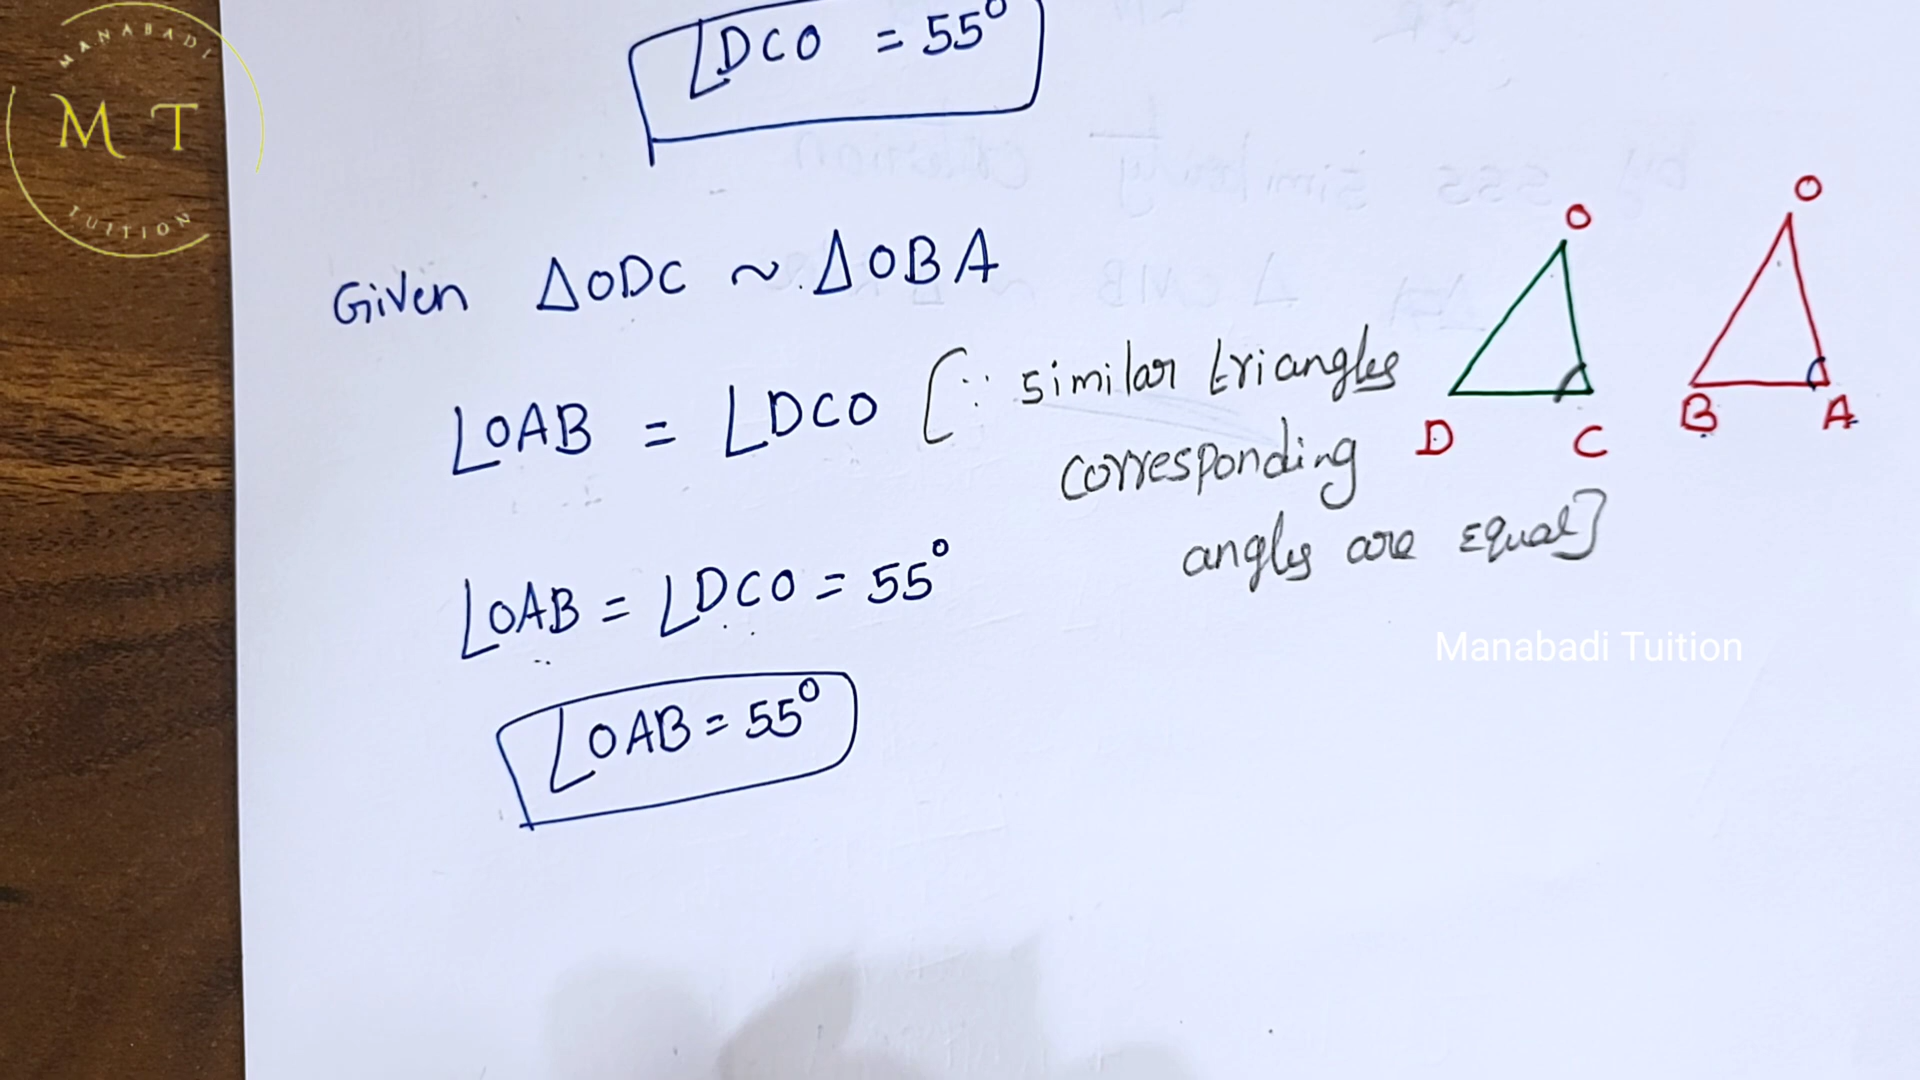 MANABADI
M T
TUITION
∠DCO = 55°
Given ΔODC ~ ΔOBA
∠OAB = ∠DCO [∵ similar triangles
corresponding
angles are Equal]
∠OAB = ∠DCO = 55°
∠OAB = 55°
O
D C
O
B A
Manabadi Tuition